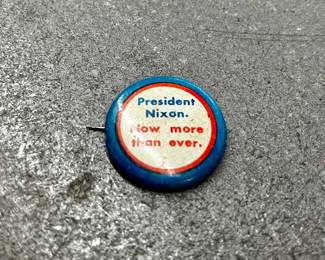 President
Nixon.
Now more
than ever.